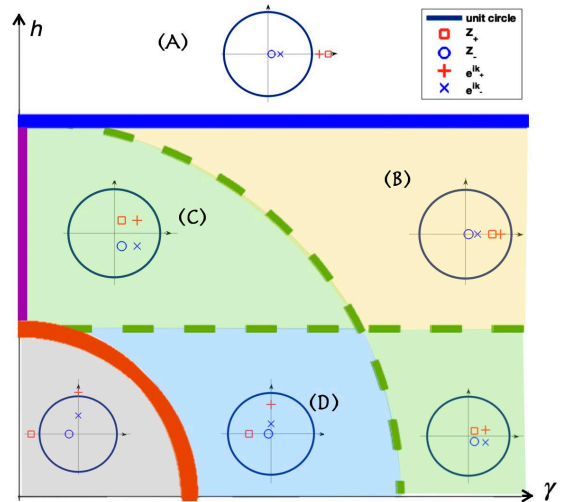 h
(A)
unit circle
Z+
Z-
e^ik+
e^ik-
(B)
(C)
(D)
γ